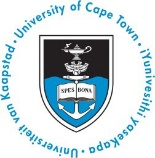 University of Cape Town · iYunivesithi yaseKapa · Universiteit van Kaapstad ·
SPES BONA